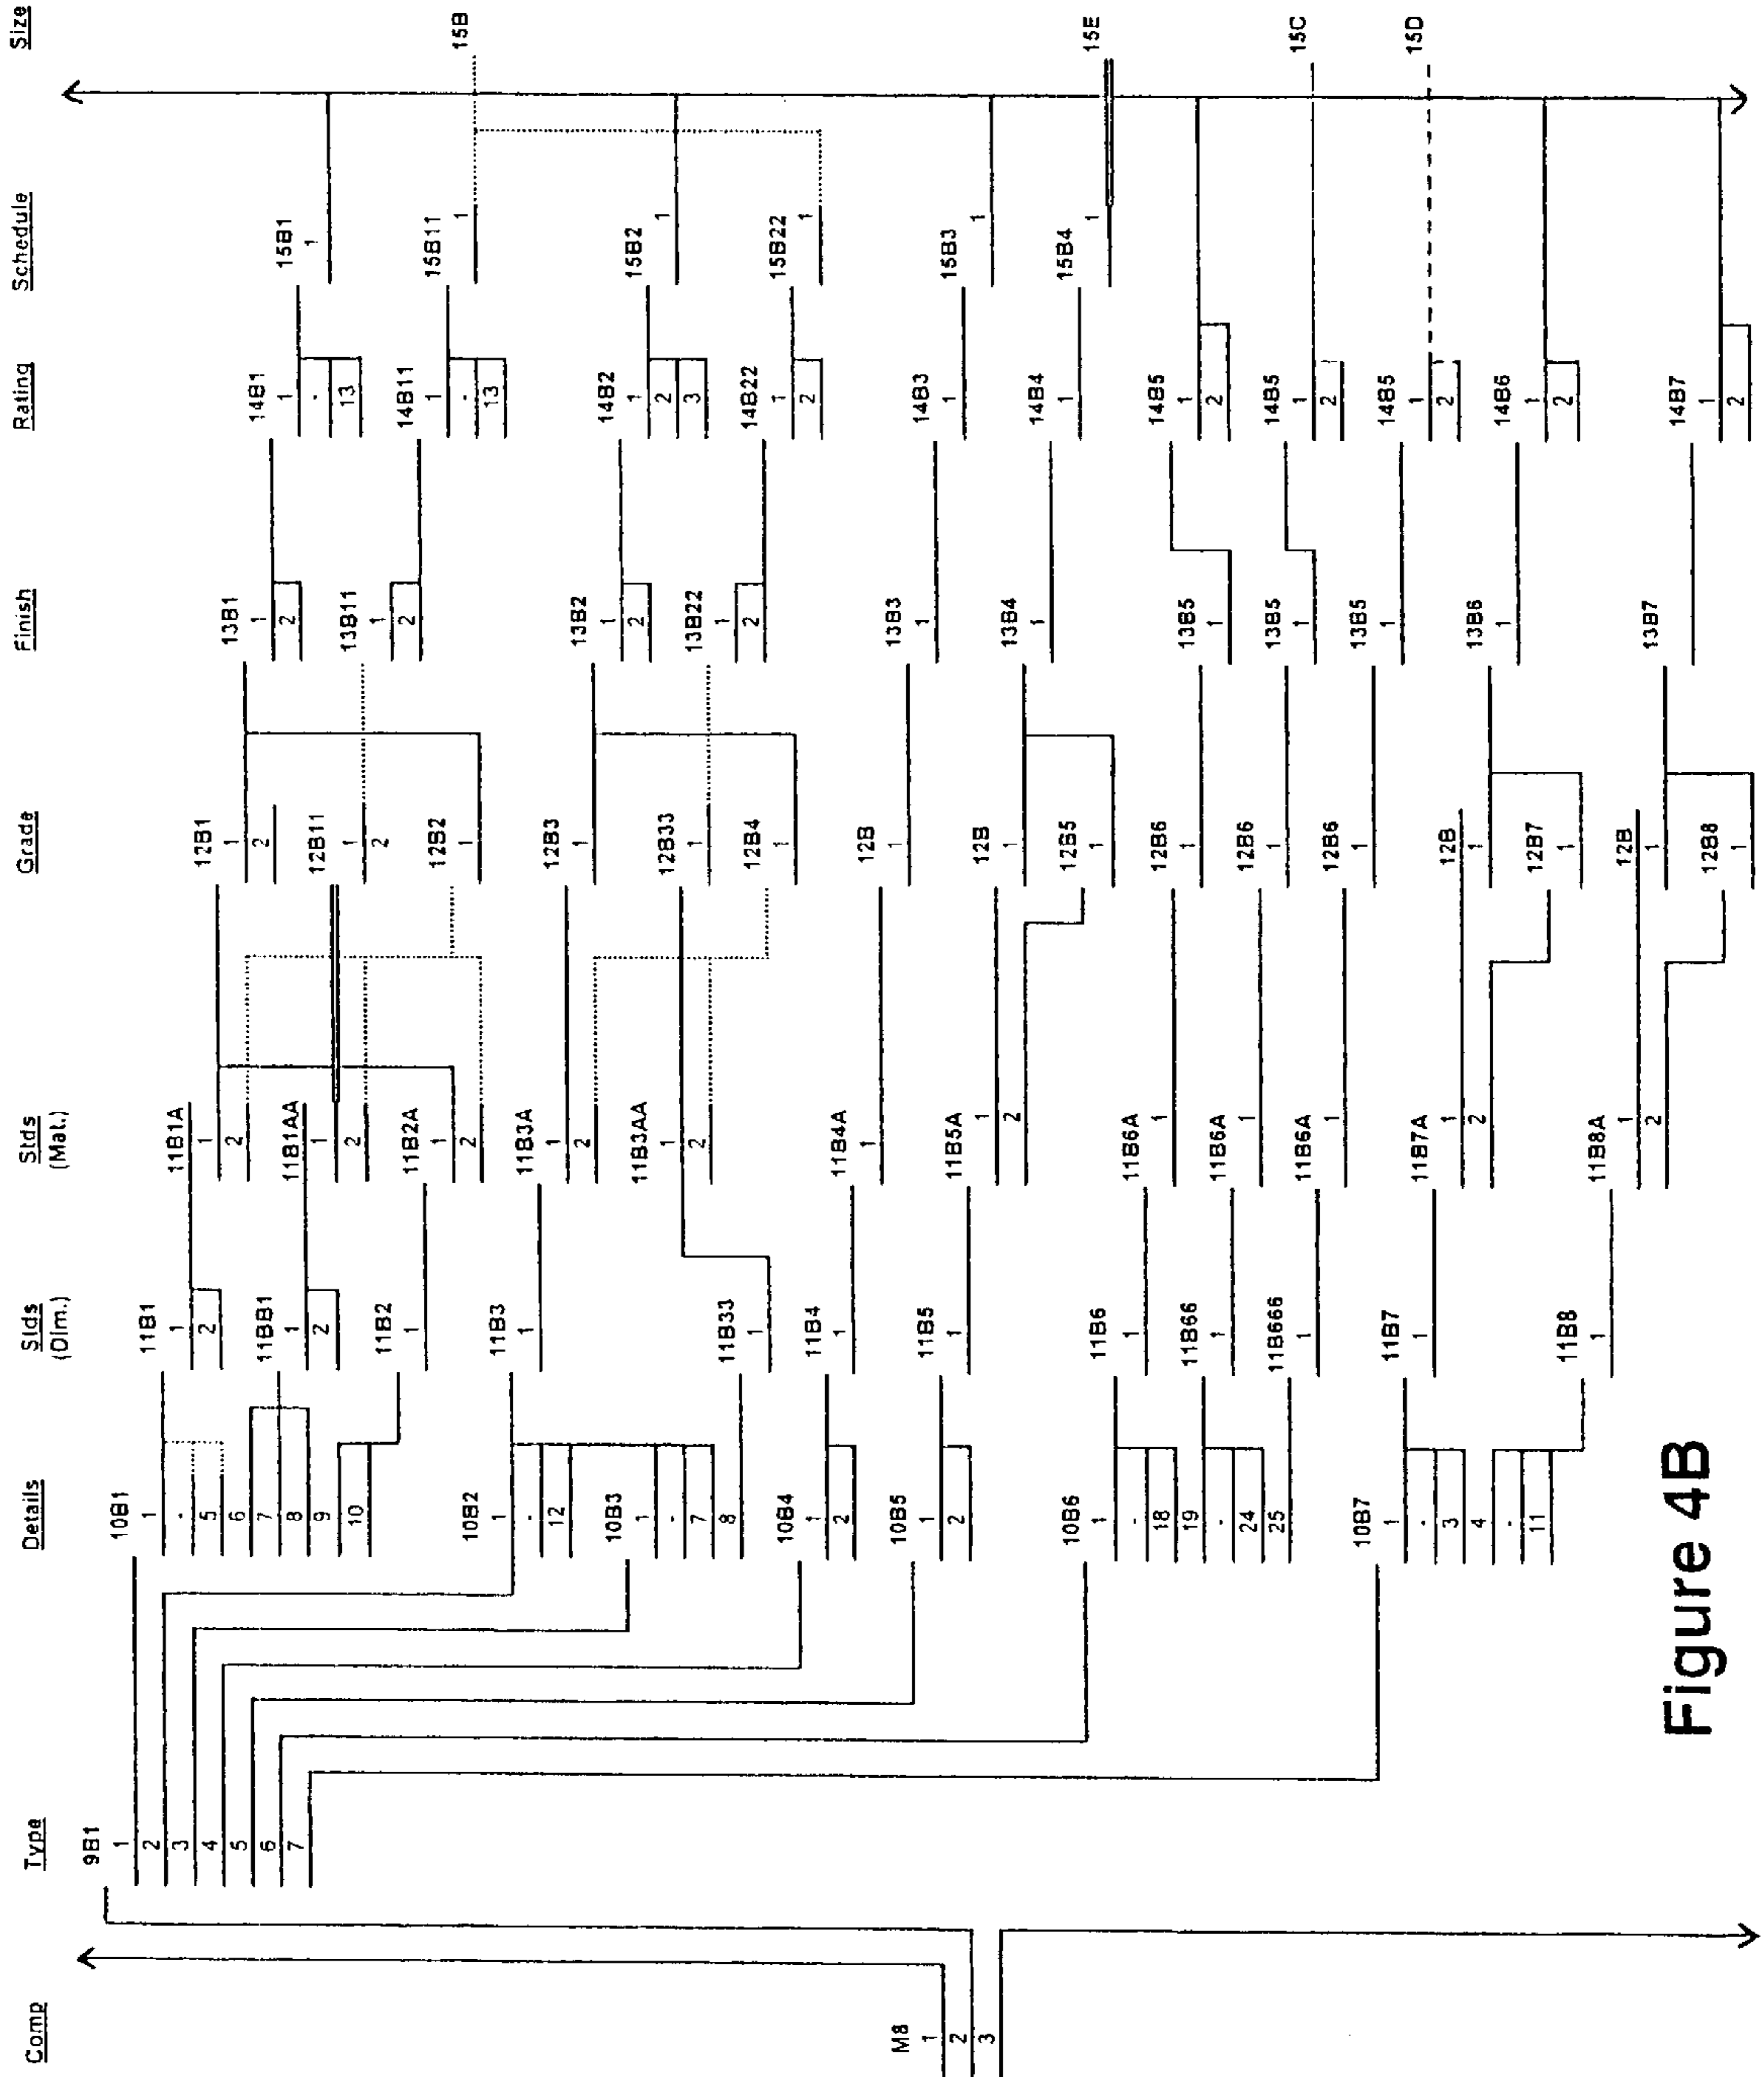 Comp
M8
1
2
3
Type
9B1
1
2
3
4
5
6
7
Details
10B1
1
-
5
6
7
8
9
10
10B2
1
-
12
10B3
1
-
7
8
10B4
1
2
10B5
1
2
10B6
1
-
18
19
-
24
25
10B7
1
-
3
4
-
11
Stds
(Dim.)
11B1
1
2
11BB1
1
2
11B2
1
11B3
1
11B33
1
11B4
1
11B5
1
11B6
1
11B66
1
11B666
1
11B7
1
11B8
1
Stds
(Mat.)
11B1A
1
2
11B1AA
1
2
11B2A
1
2
11B3A
1
2
11B3AA
1
2
11B4A
1
11B5A
1
2
11B6A
1
11B6A
1
11B6A
1
11B7A
1
2
11B8A
1
2
Grade
12B1
1
2
12B11
1
2
12B2
1
12B3
1
12B33
1
12B4
1
12B
1
12B
1
12B5
1
12B6
1
12B6
1
12B6
1
12B
1
12B7
1
12B
1
12B8
1
Finish
13B1
1
2
13B11
1
2
13B2
1
2
13B22
1
2
13B3
1
13B4
1
13B5
1
13B5
1
13B5
1
13B6
1
13B7
Rating
14B1
1
-
13
14B11
1
-
13
14B2
1
2
3
14B22
1
2
14B3
1
14B4
1
14B5
1
2
14B5
1
2
14B5
1
2
14B6
1
2
14B7
1
2
Schedule
15B1
1
15B11
1
15B2
1
15B22
1
15B3
1
15B4
1
Size
15B
15E
15C
15D
Figure 4B